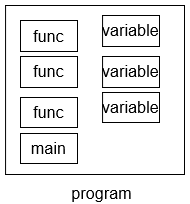 func
variable
func
variable
func
variable
main
program